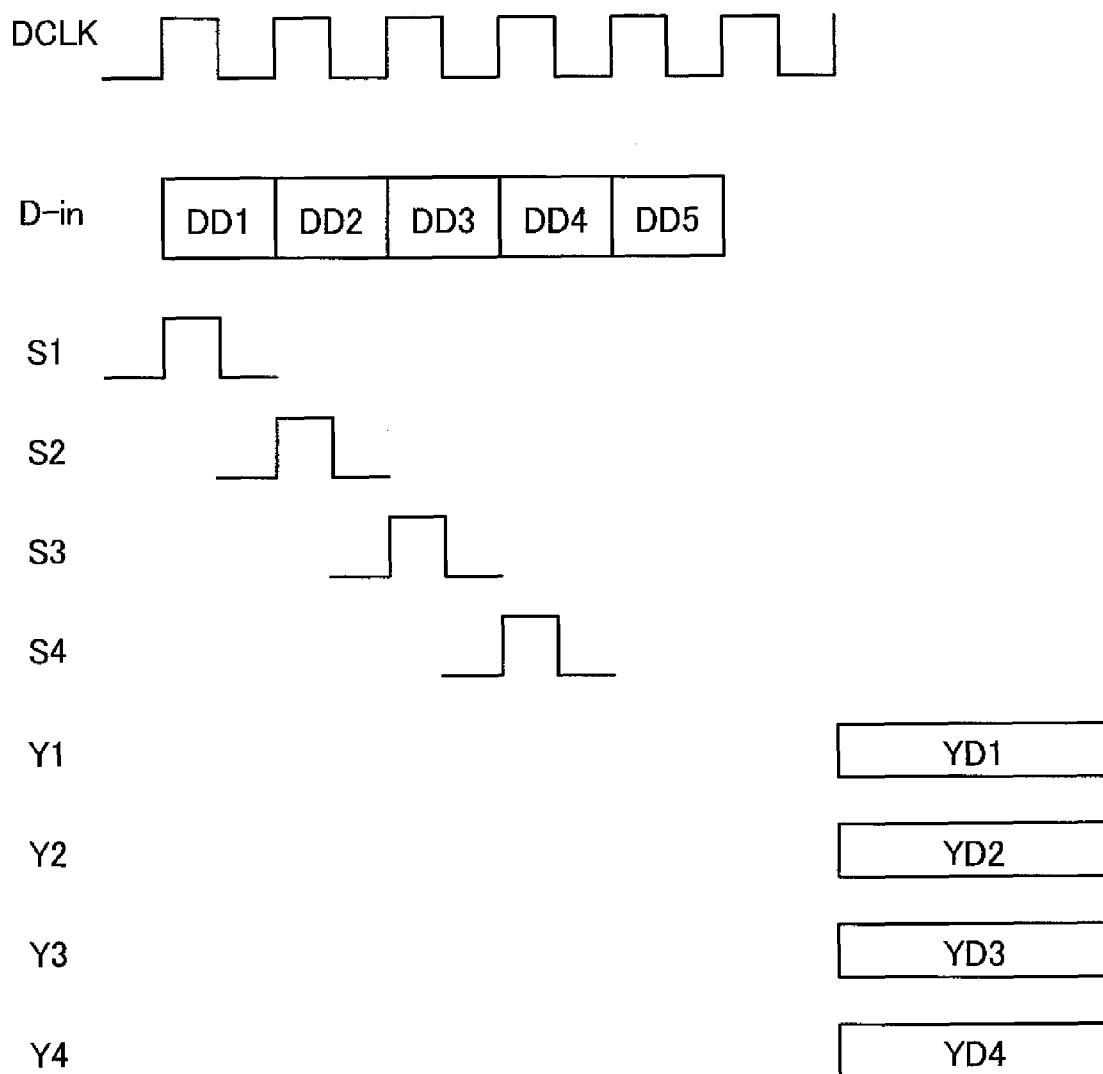 DCLK
D-in DD1 DD2 DD3 DD4 DD5
S1
S2
S3
S4
Y1 YD1
Y2 YD2
Y3 YD3
Y4 YD4